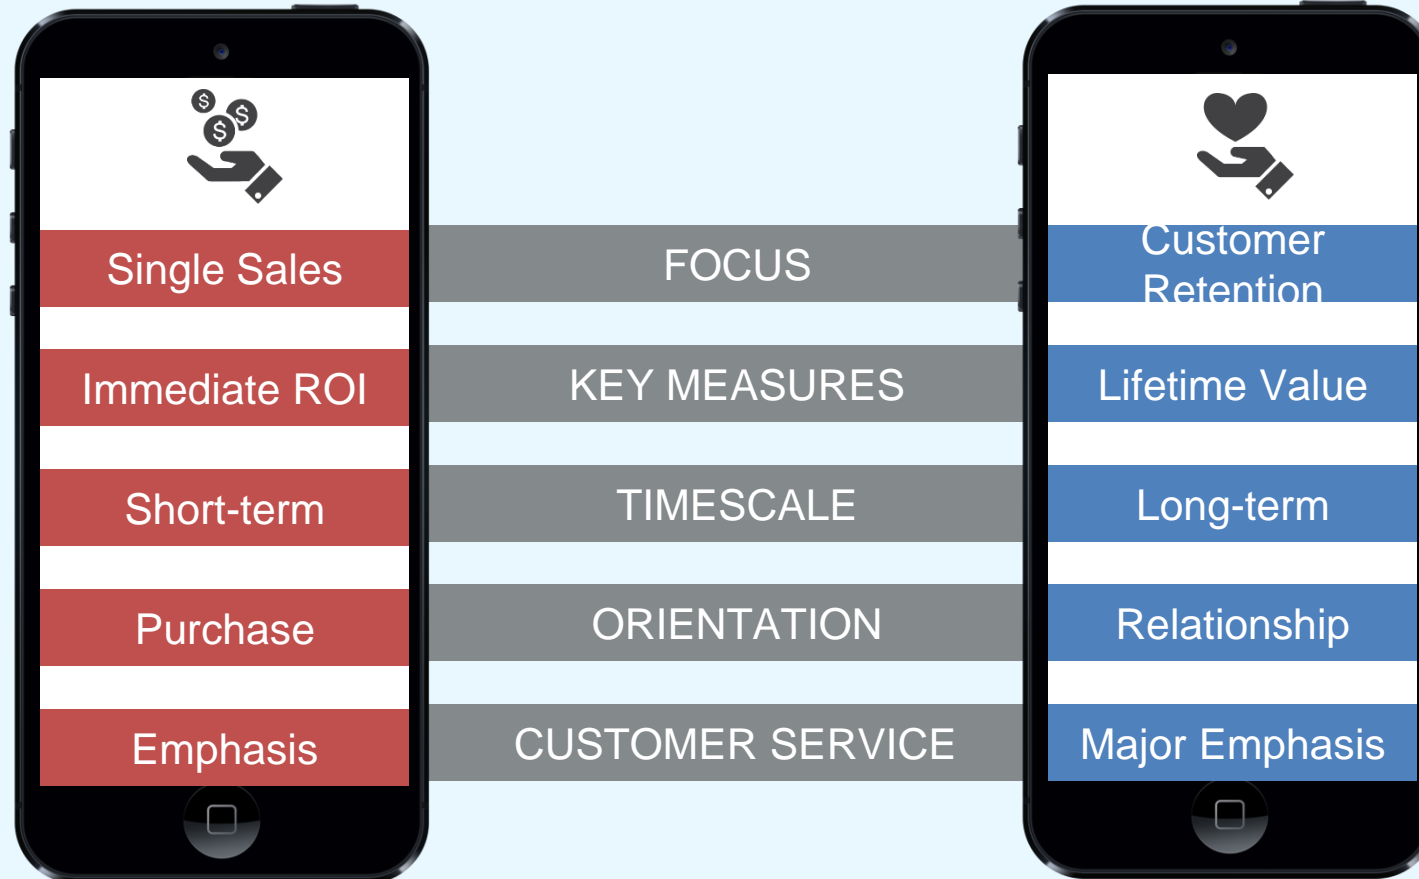 $ $ $
Single Sales
FOCUS
Customer
Retention
Immediate ROI
KEY MEASURES
Lifetime Value
Short-term
TIMESCALE
Long-term
Purchase
ORIENTATION
Relationship
Emphasis
CUSTOMER SERVICE
Major Emphasis